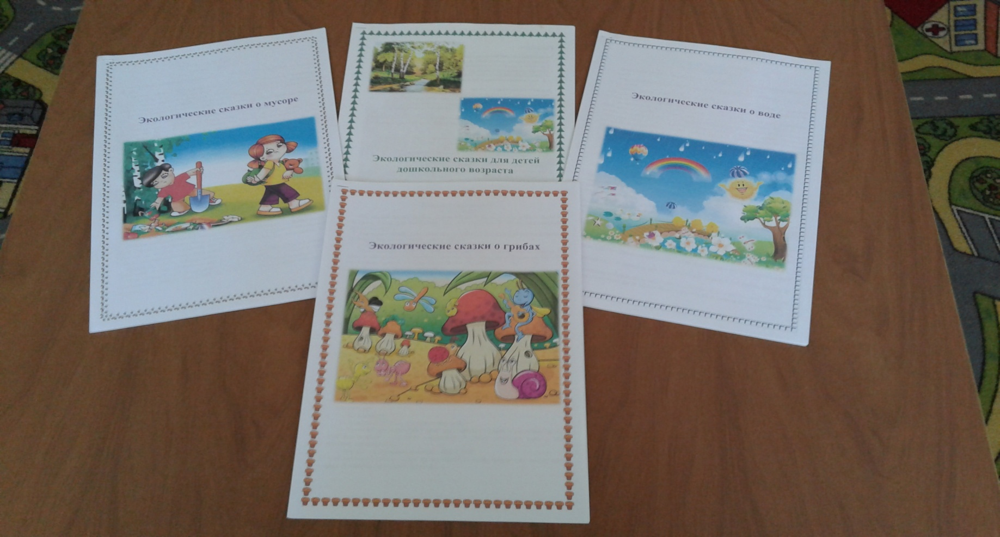 Экологические сказки о мусоре
Экологические сказки для детей
дошкольного возраста
Экологические сказки о воде
Экологические сказки о грибах